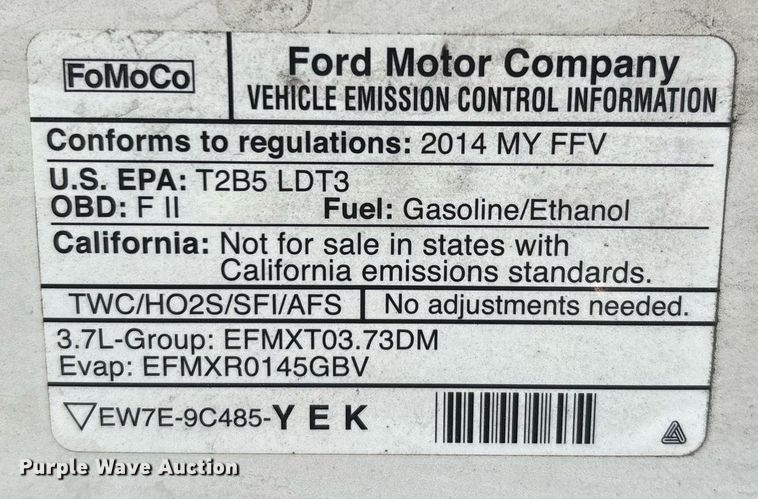 FoMoCo
Ford Motor Company
VEHICLE EMISSION CONTROL INFORMATION
Conforms to regulations: 2014 MY FFV
U.S. EPA: T2B5 LDT3
OBD: F II Fuel: Gasoline/Ethanol
California: Not for sale in states with
California emissions standards.
TWC/HO2S/SFI/AFS No adjustments needed.
3.7L-Group: EFMXT03.73DM
Evap: EFMXR0145GBV
EW7E-9C485-Y E K
Purple Wave Auction